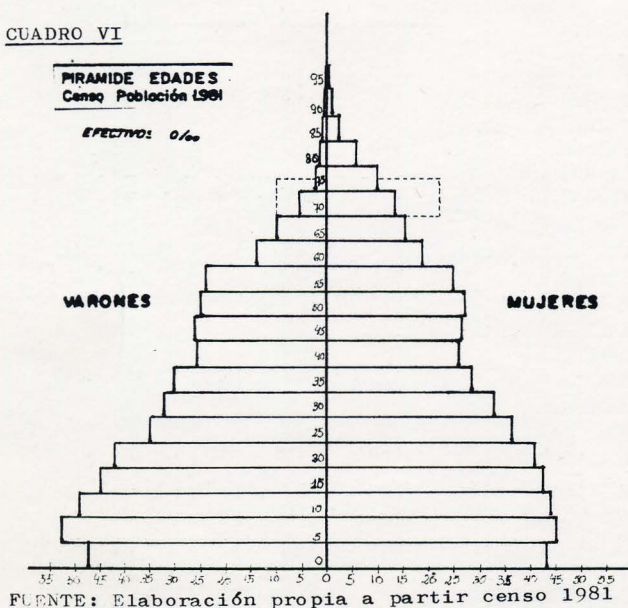 CUADRO VI
PIRAMIDE EDADES
Censo Población 1981
EFECTIVOS 0/00
95
90
85
80
75
70
65
60
55
50
45
40
35
30
25
20
15
10
5
0
VARONES
MUJERES
55 50 45 40 35 30 25 20 15 10 5 0 5 10 15 20 25 30 35 40 45 50 55
FUENTE: Elaboración propia a partir censo 1981